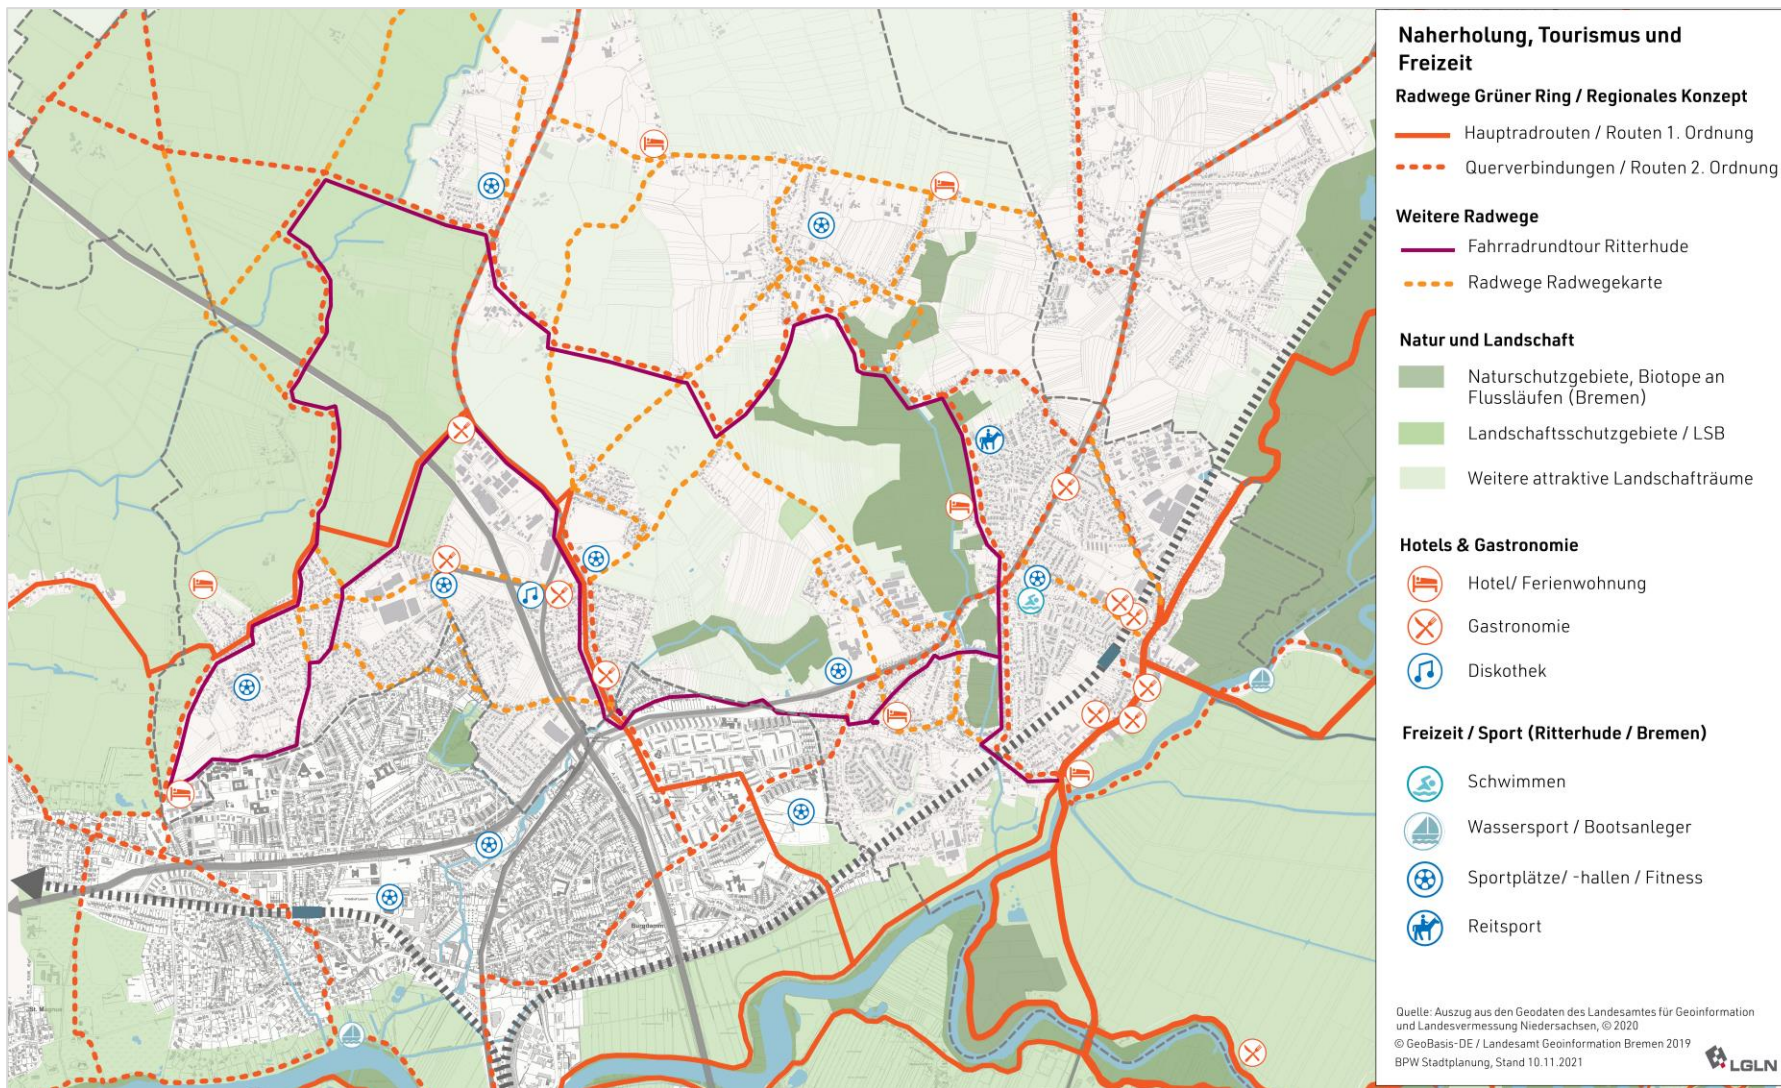 Naherholung, Tourismus und
Freizeit
Radwege Grüner Ring / Regionales Konzept
Hauptradrouten / Routen 1. Ordnung
Querverbindungen / Routen 2. Ordnung
Weitere Radwege
Fahrradrundtour Ritterhude
Radwege Radwegekarte
Natur und Landschaft
Naturschutzgebiete, Biotope an
Flussläufen (Bremen)
Landschaftsschutzgebiete / LSB
Weitere attraktive Landschafträume
Hotels & Gastronomie
Hotel/ Ferienwohnung
Gastronomie
Diskothek
Freizeit / Sport (Ritterhude / Bremen)
Schwimmen
Wassersport / Bootsanleger
Sportplätze/ -hallen / Fitness
Reitsport
Quelle: Auszug aus den Geodaten des Landesamtes für Geoinformation
und Landesvermessung Niedersachsen, © 2020
© GeoBasis-DE / Landesamt Geoinformation Bremen 2019
BPW Stadtplanung, Stand 10.11.2021
LGLN
Burgdamm
St. Magnus